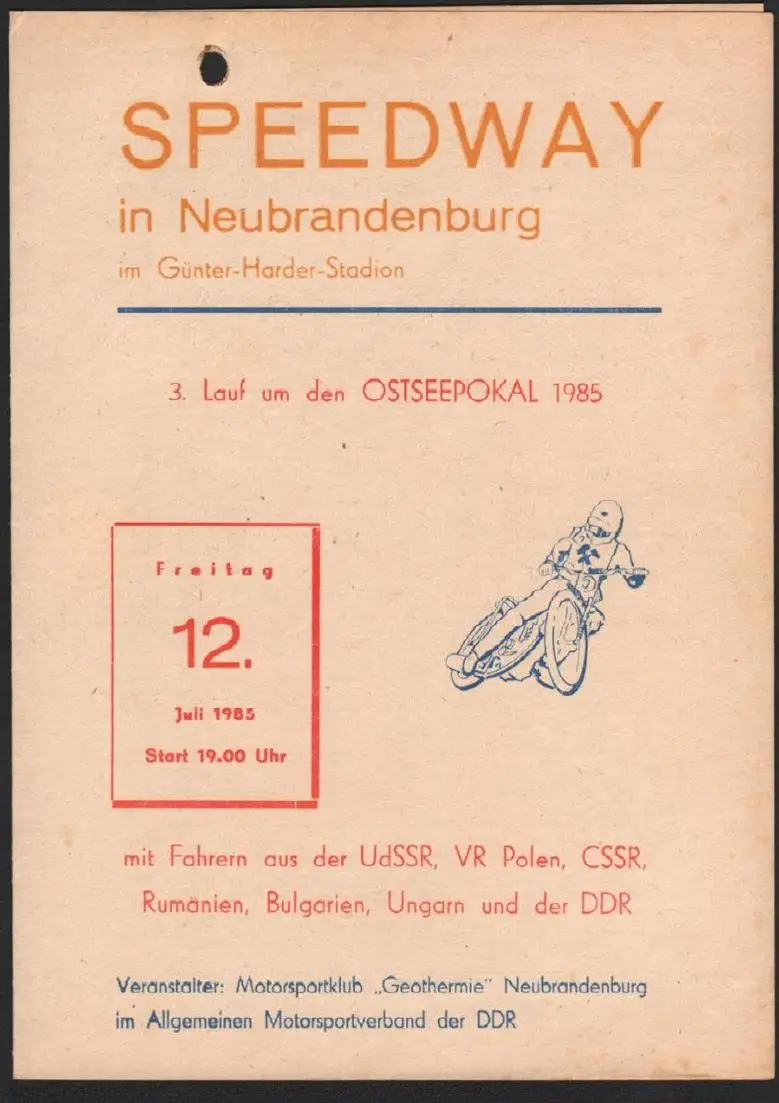 SPEEDWAY
in Neubrandenburg
im Günter-Harder-Stadion
3. Lauf um den OSTSEEPOKAL 1985
Freitag
12.
Juli 1985
Start 19.00 Uhr
mit Fahrern aus der UdSSR, VR Polen, CSSR,
Rumänien, Bulgarien, Ungarn und der DDR
Veranstalter: Motorsportklub „Geothermie" Neubrandenburg
im Allgemeinen Motorsportverband der DDR